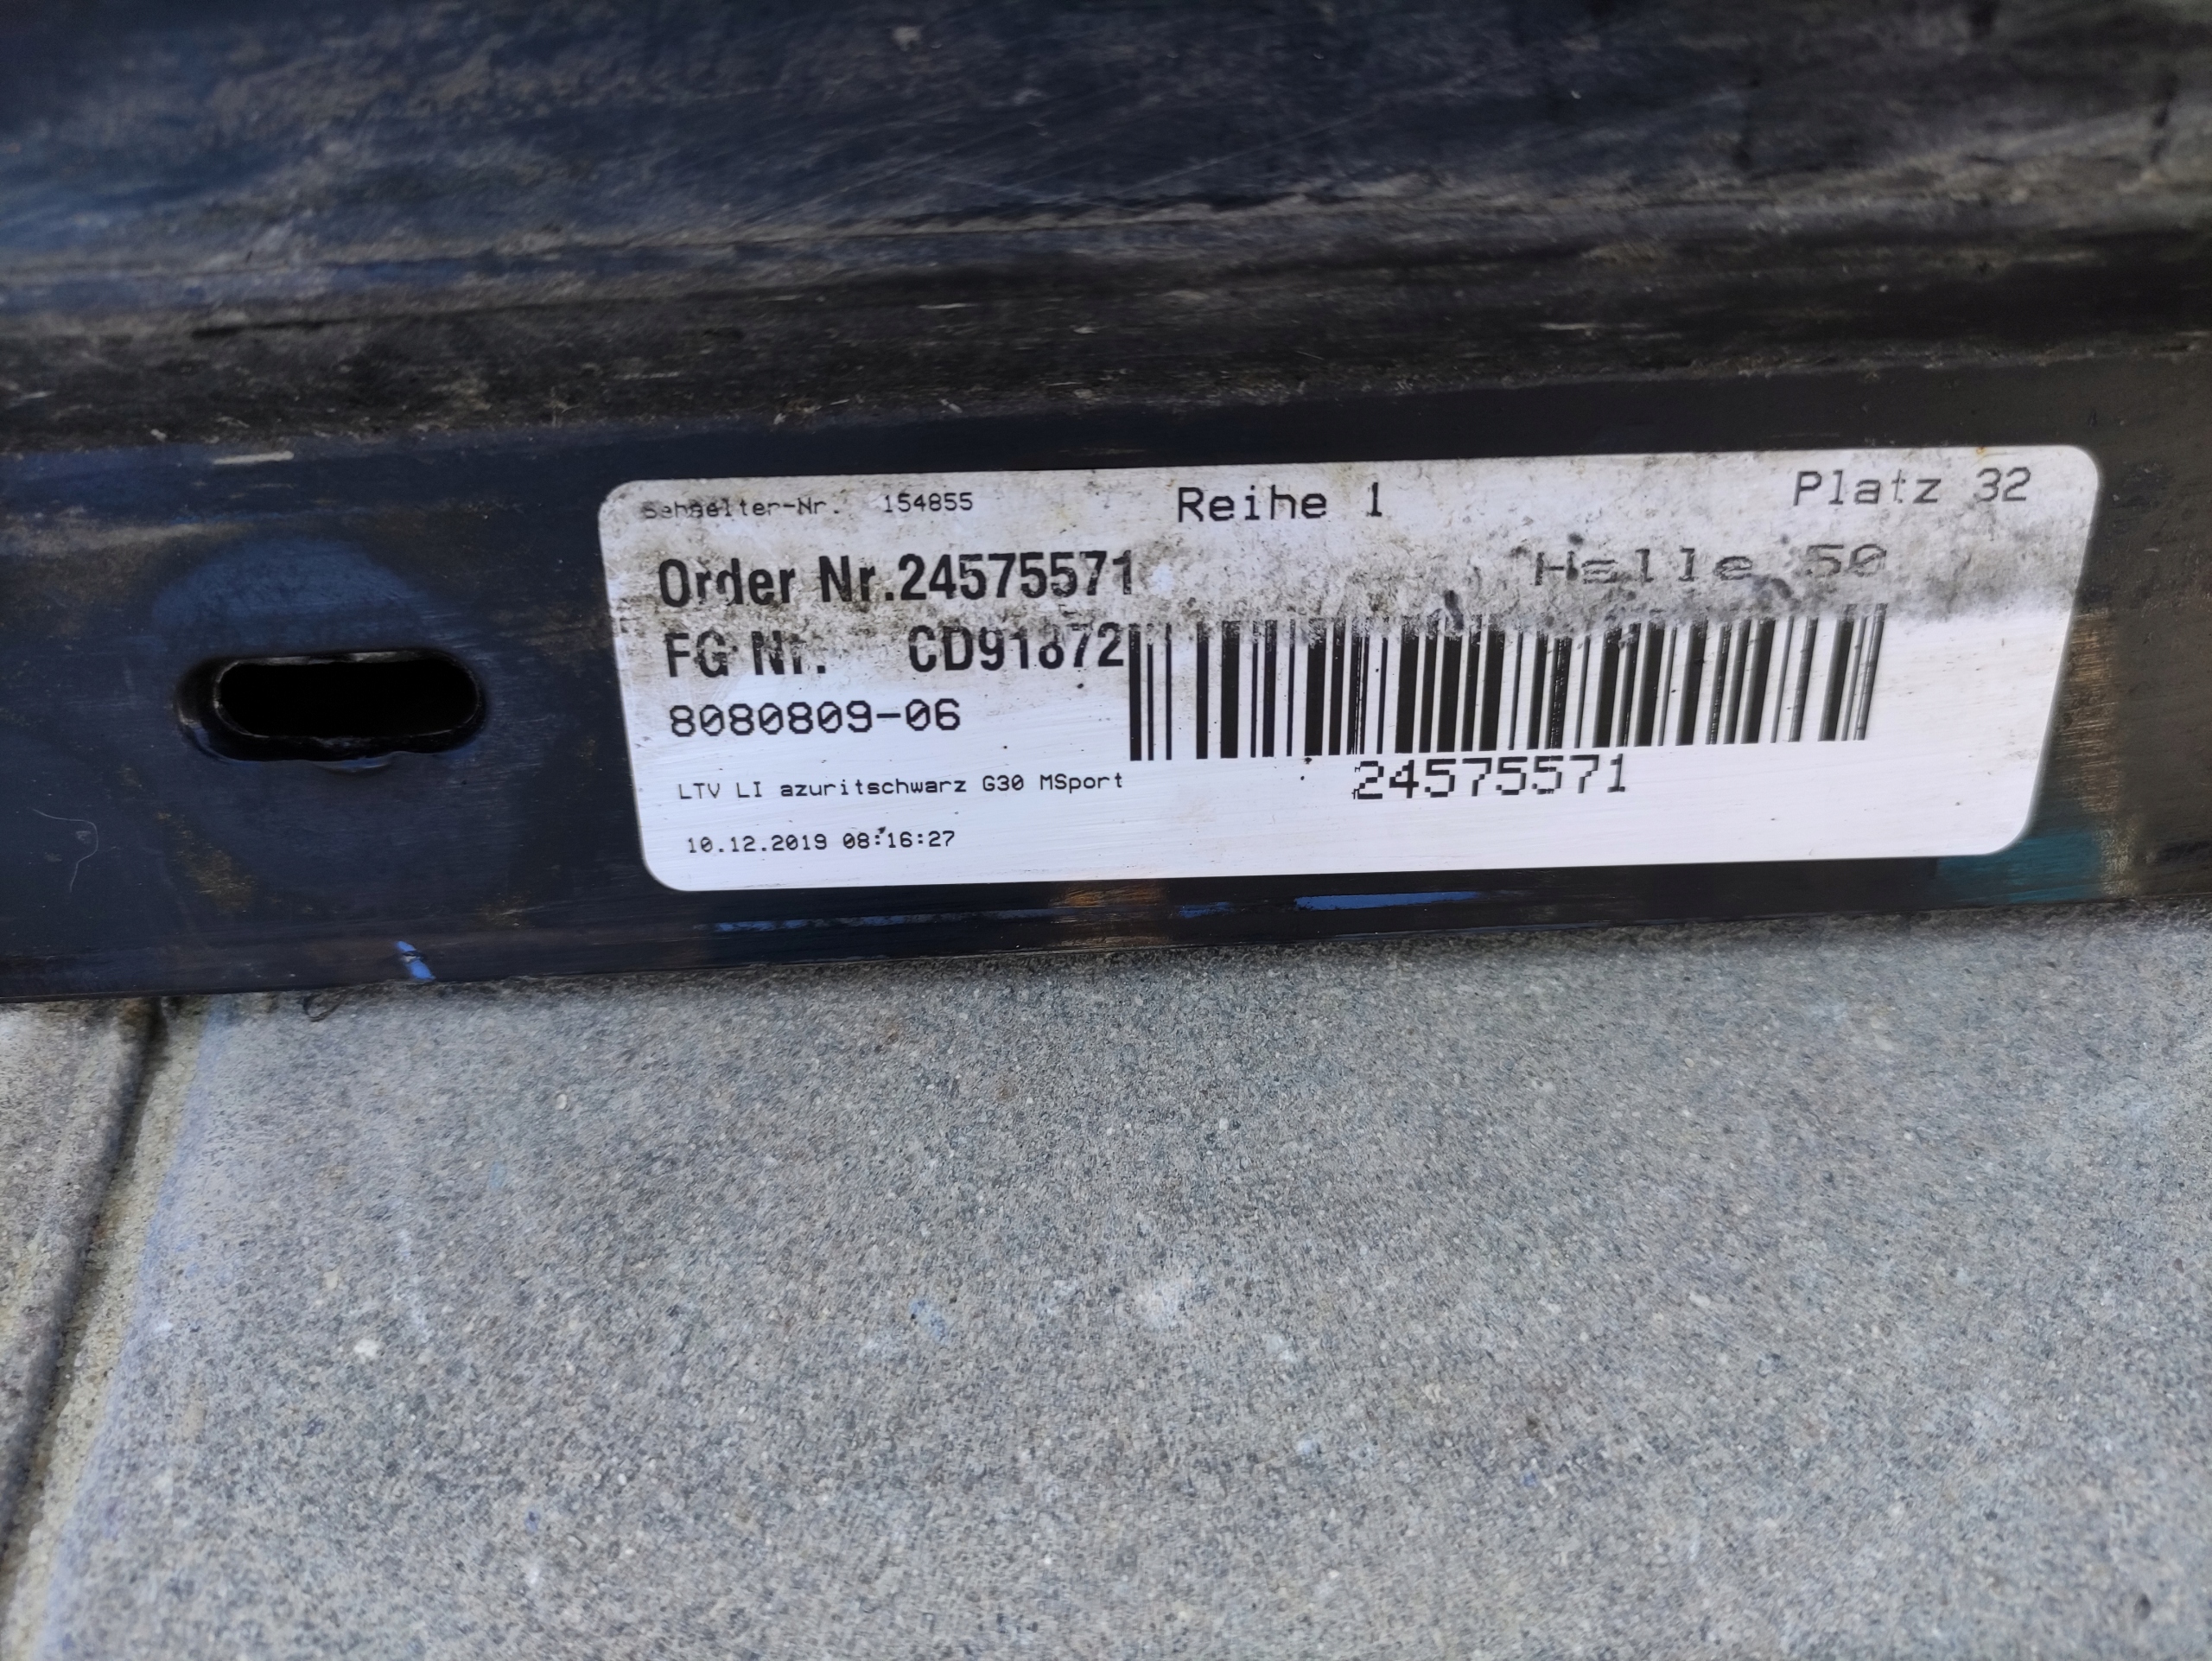 Behaelter-Nr. 154855 Reihe 1 Platz 32
Order Nr.24575571 Halle 50
FG Nr. CD91872
8080809-06
24575571
LTV LI azuritschwarz G30 MSport
10.12.2019 08:16:27